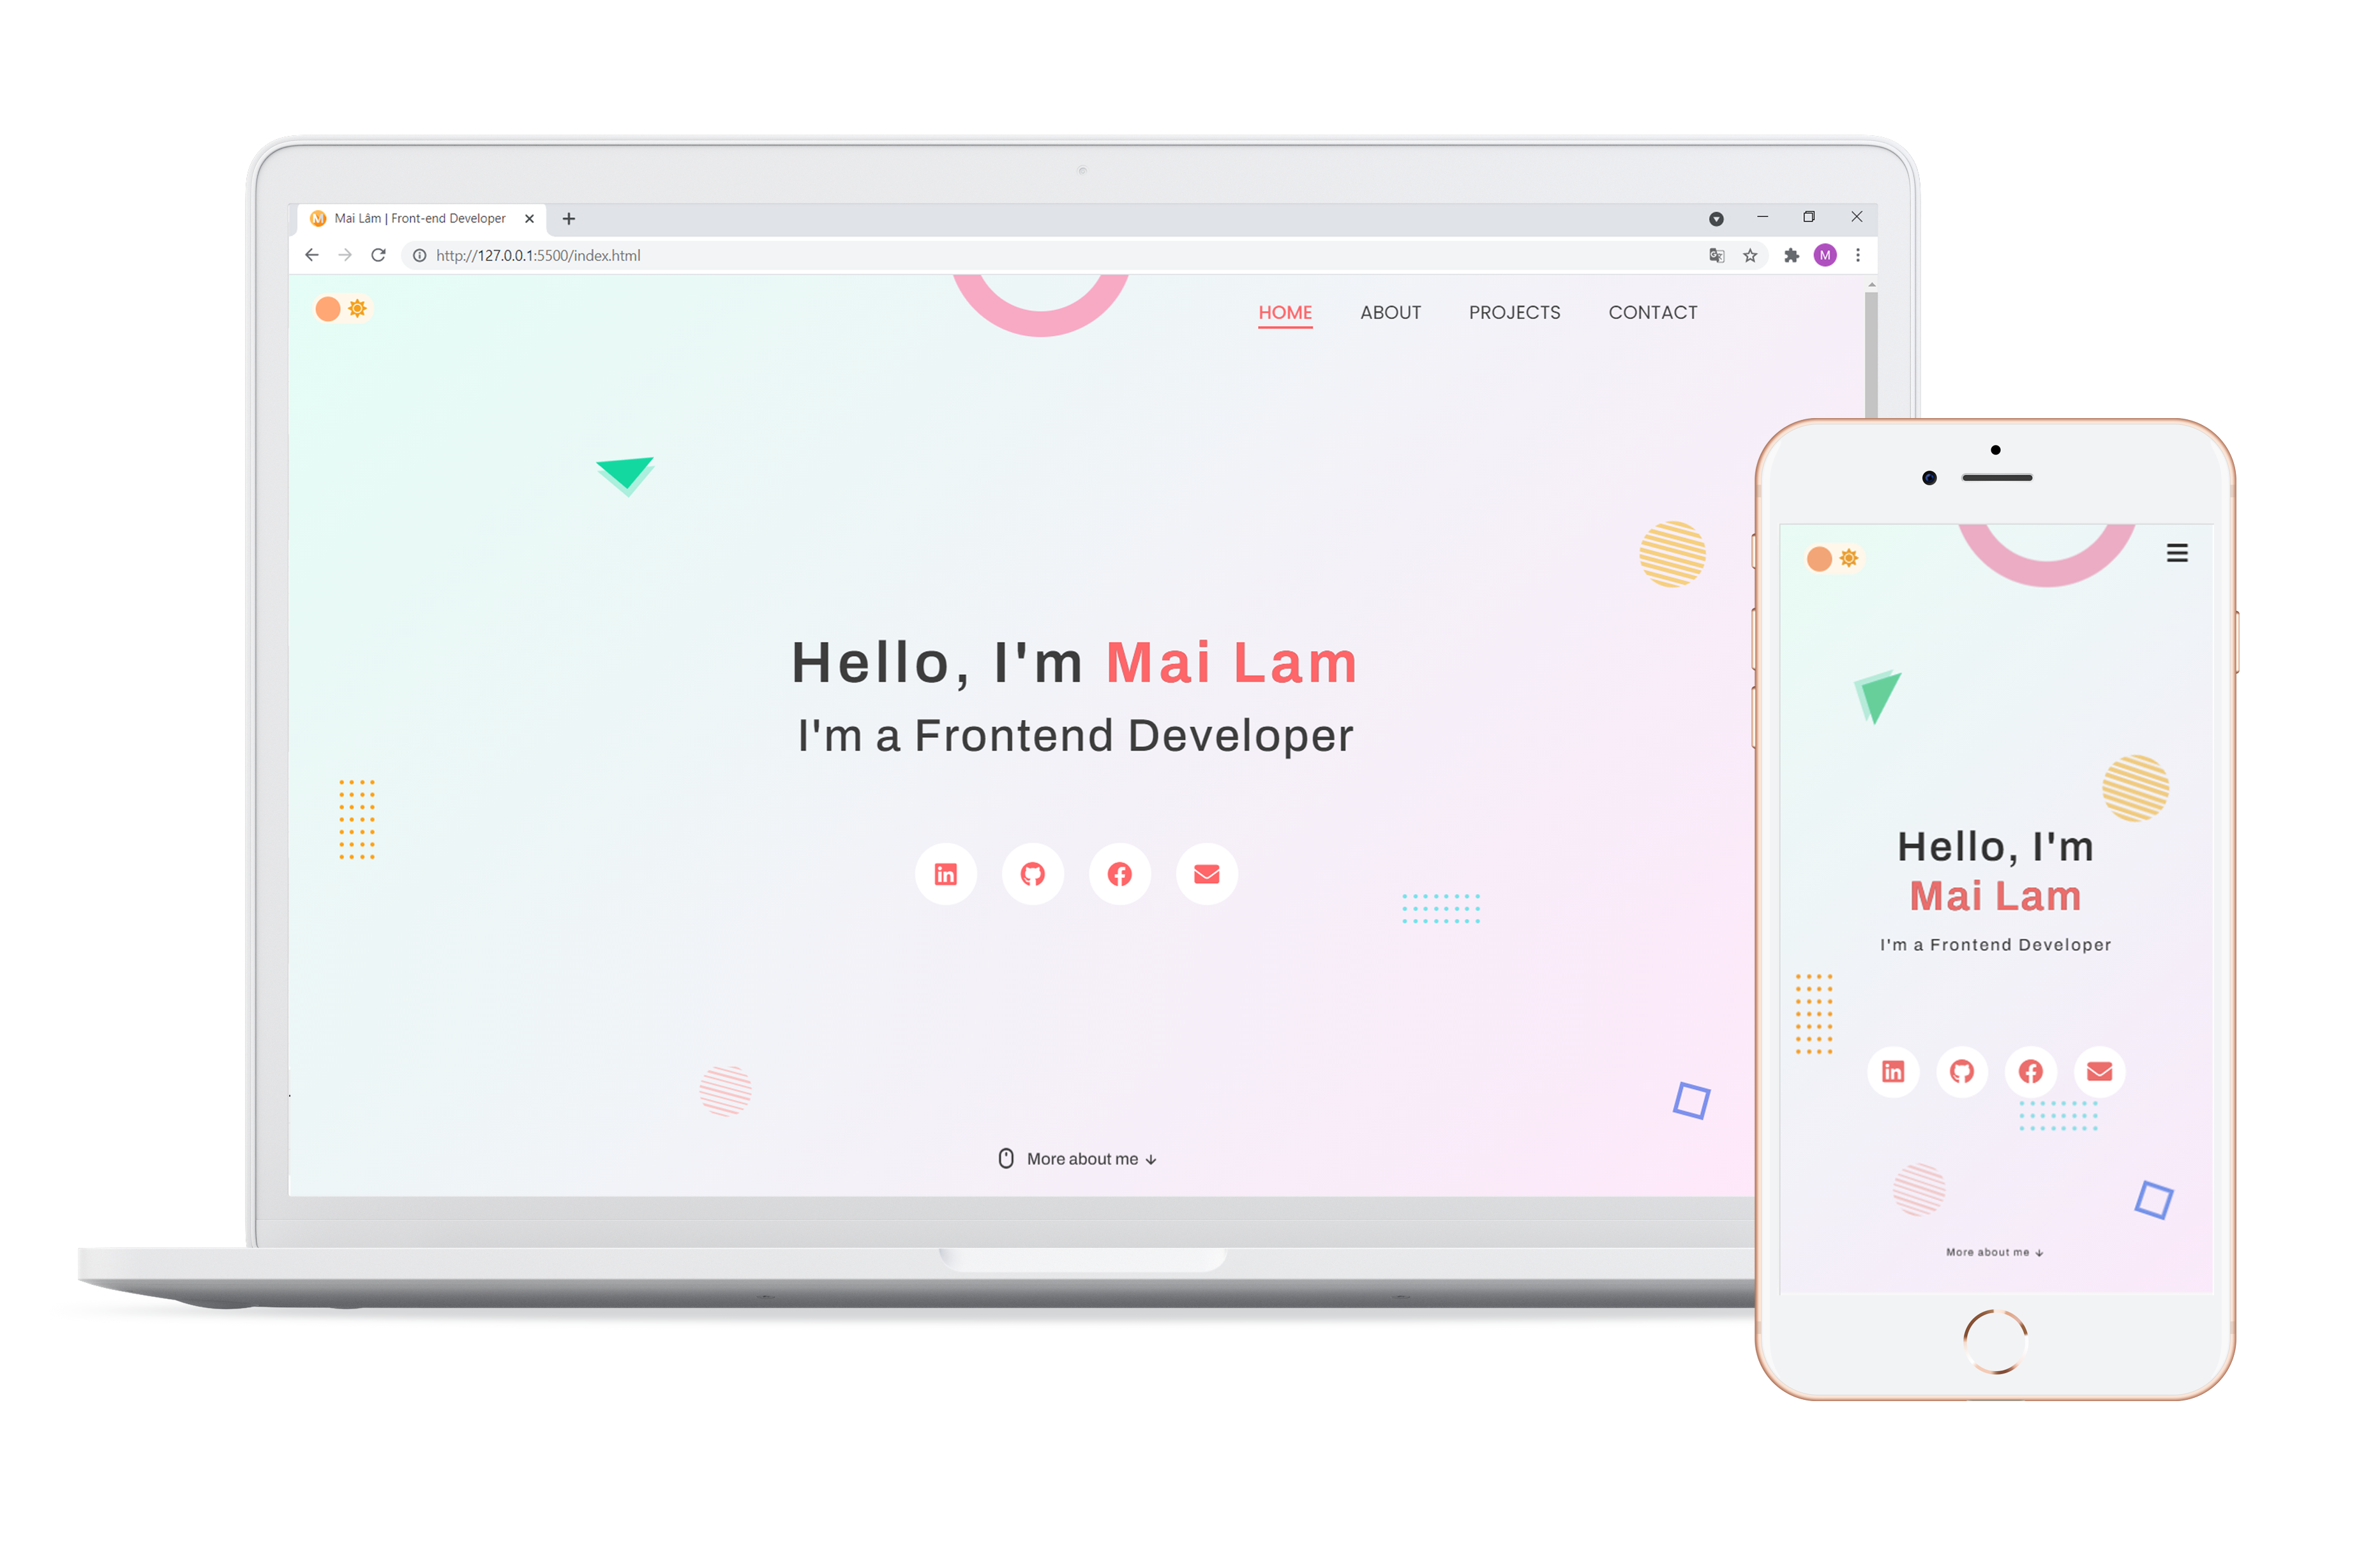 Mai Lâm | Front-end Developer
http://127.0.0.1:5500/index.html
M
HOME ABOUT PROJECTS CONTACT
Hello, I'm Mai Lam
I'm a Frontend Developer
More about me ↓
Hello, I'm
Mai Lam
I'm a Frontend Developer
More about me ↓